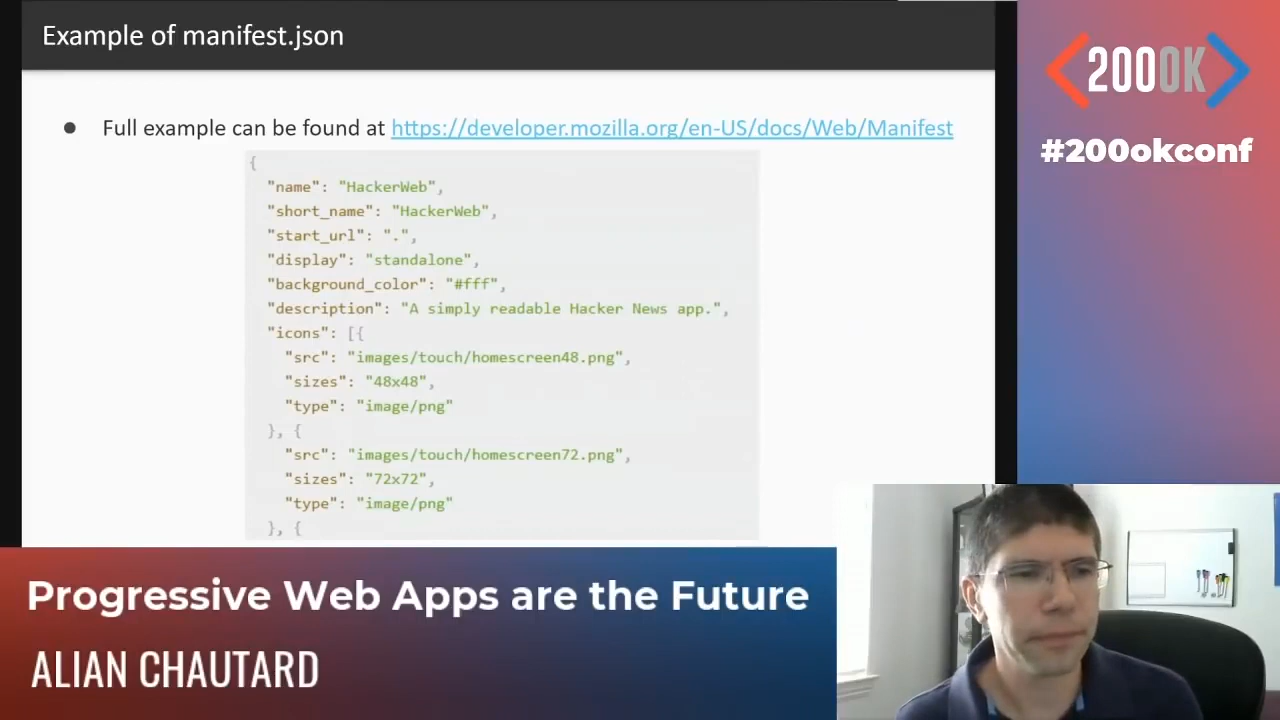 Example of manifest.json
● Full example can be found at https://developer.mozilla.org/en-US/docs/Web/Manifest
{
"name": "HackerWeb",
"short_name": "HackerWeb",
"start_url": ".",
"display": "standalone",
"background_color": "#fff",
"description": "A simply readable Hacker News app.",
"icons": [{
"src": "images/touch/homescreen48.png",
"sizes": "48x48",
"type": "image/png"
}, {
"src": "images/touch/homescreen72.png",
"sizes": "72x72",
"type": "image/png"
}, {
<200OK>
#200okconf
Progressive Web Apps are the Future
ALIAN CHAUTARD